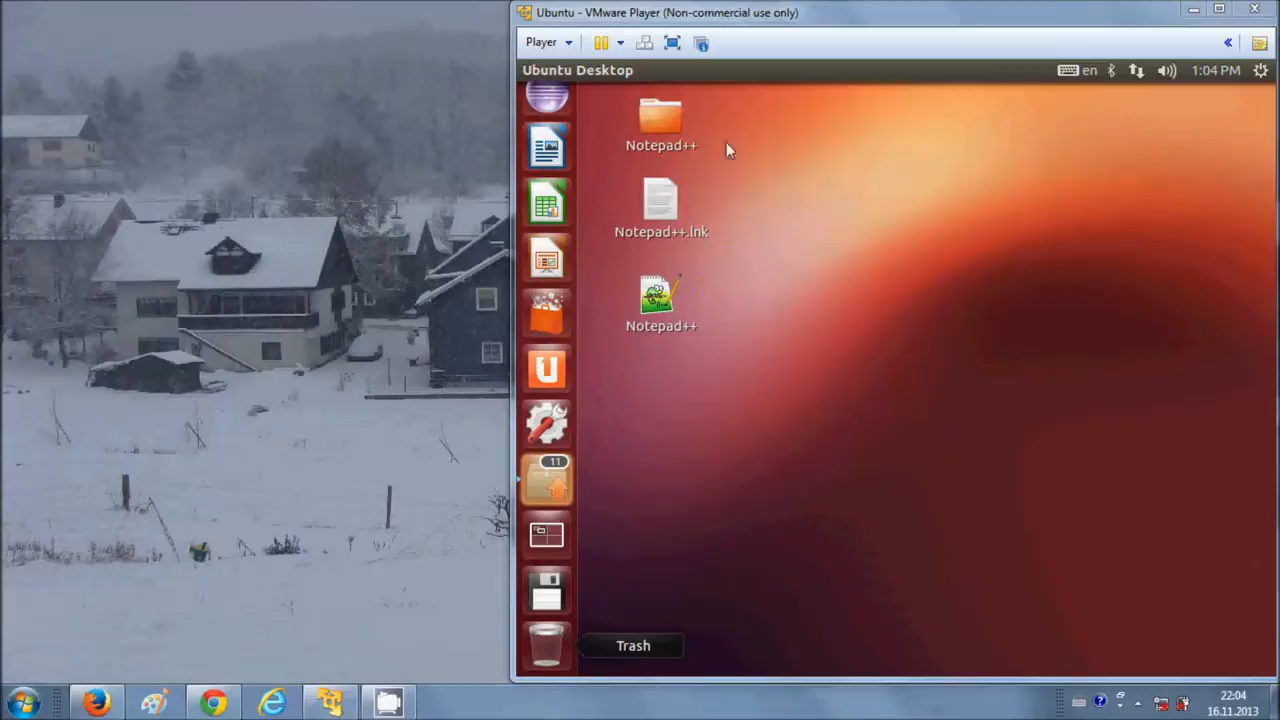 Ubuntu - VMware Player (Non-commercial use only)
Player
Ubuntu Desktop
en
1:04 PM
Notepad++
Notepad++.lnk
Notepad++
11
Trash
22:04
16.11.2013